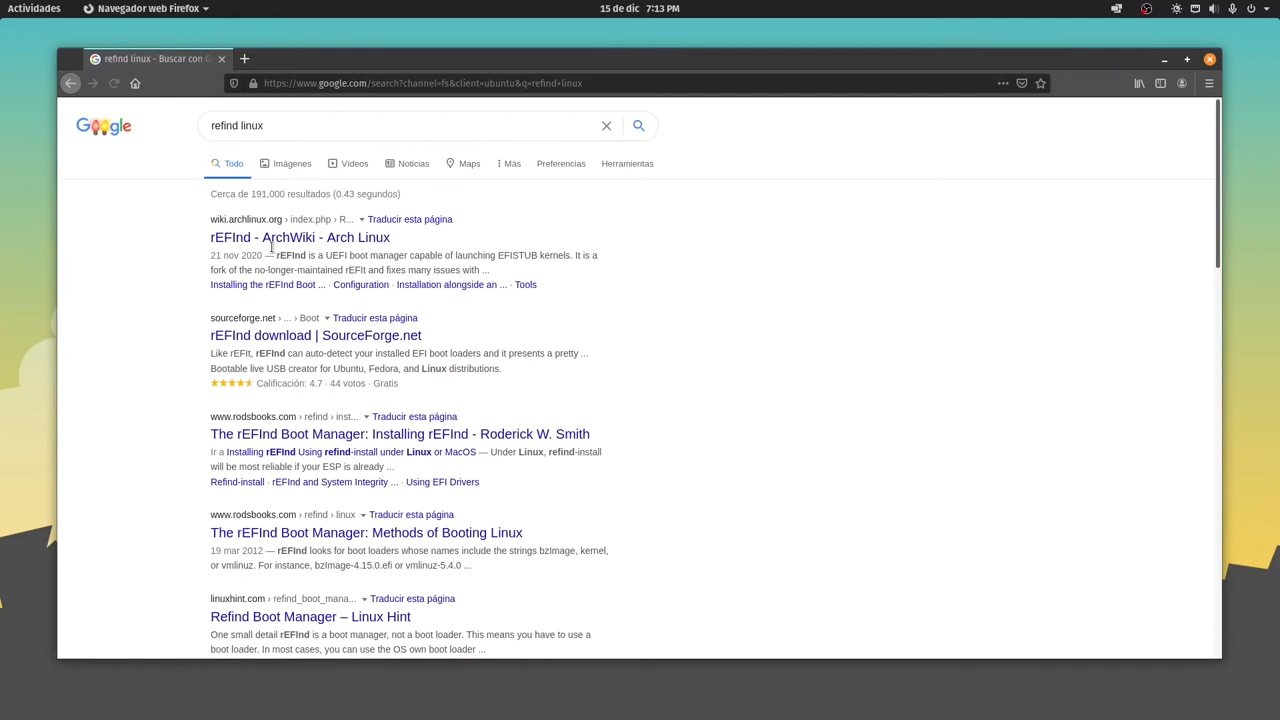 Actividades
Navegador web Firefox
15 de dic 7:13 PM
refind linux - Buscar con G
https://www.google.com/search?channel=fs&client=ubuntu&q=refind+linux
Google
refind linux
Todo
Imágenes
Vídeos
Noticias
Maps
Más
Preferencias
Herramientas
Cerca de 191,000 resultados (0.43 segundos)
wiki.archlinux.org › index.php › R... Traducir esta página
rEFInd - ArchWiki - Arch Linux
21 nov 2020 — rEFInd is a UEFI boot manager capable of launching EFISTUB kernels. It is a
fork of the no-longer-maintained rEFIt and fixes many issues with ...
Installing the rEFInd Boot ... · Configuration · Installation alongside an ... · Tools
sourceforge.net › ... › Boot Traducir esta página
rEFInd download | SourceForge.net
Like rEFIt, rEFInd can auto-detect your installed EFI boot loaders and it presents a pretty ...
Bootable live USB creator for Ubuntu, Fedora, and Linux distributions.
Calificación: 4.7 · 44 votos · Gratis
www.rodsbooks.com › refind › inst... Traducir esta página
The rEFInd Boot Manager: Installing rEFInd - Roderick W. Smith
Ir a Installing rEFInd Using refind-install under Linux or MacOS — Under Linux, refind-install
will be most reliable if your ESP is already ...
Refind-install · rEFInd and System Integrity ... · Using EFI Drivers
www.rodsbooks.com › refind › linux Traducir esta página
The rEFInd Boot Manager: Methods of Booting Linux
19 mar 2012 — rEFInd looks for boot loaders whose names include the strings bzImage, kernel,
or vmlinuz. For instance, bzImage-4.15.0.efi or vmlinuz-5.4.0 ...
linuxhint.com › refind_boot_mana... Traducir esta página
Refind Boot Manager – Linux Hint
One small detail rEFInd is a boot manager, not a boot loader. This means you have to use a
boot loader. In most cases, you can use the OS own boot loader ...